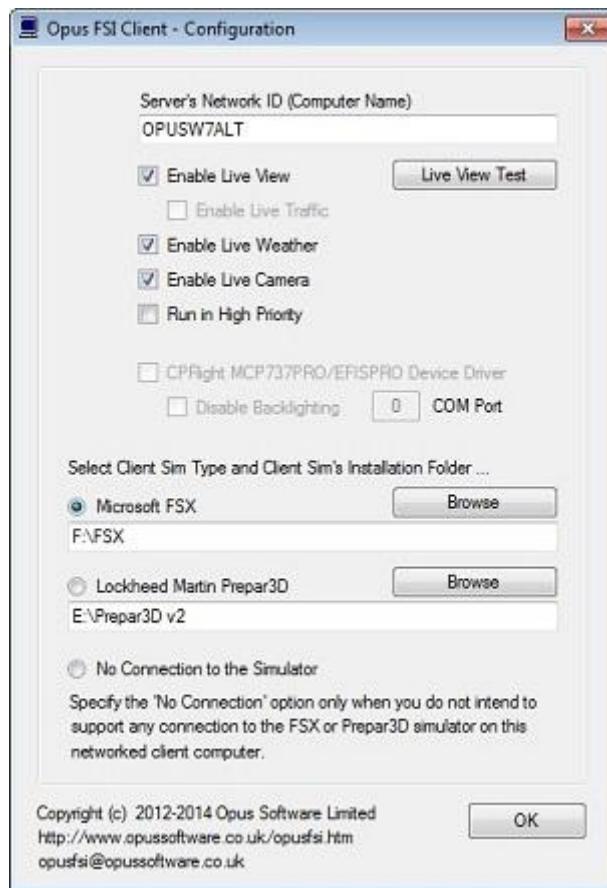 Opus FSI Client - Configuration
Server's Network ID (Computer Name)
OPUSW7ALT
Enable Live View
Live View Test
Enable Live Traffic
Enable Live Weather
Enable Live Camera
Run in High Priority
CPFlight MCP737PRO/EFISPRO Device Driver
Disable Backlighting
0
COM Port
Select Client Sim Type and Client Sim's Installation Folder ...
Microsoft FSX
Browse
F:\FSX
Lockheed Martin Prepar3D
Browse
E:\Prepar3D v2
No Connection to the Simulator
Specify the 'No Connection' option only when you do not intend to
support any connection to the FSX or Prepar3D simulator on this
networked client computer.
Copyright (c) 2012-2014 Opus Software Limited
OK
http://www.opussoftware.co.uk/opusfsi.htm
opusfsi@opussoftware.co.uk